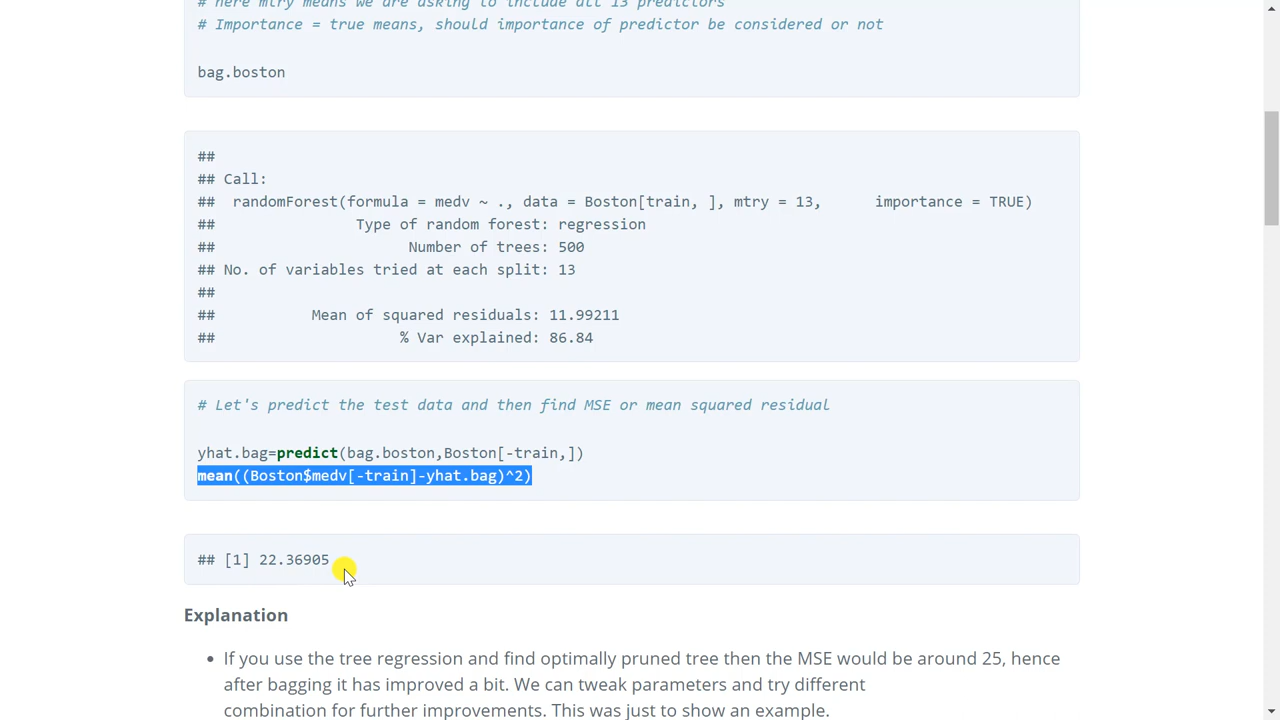 # here mtry means we are asking to include all 13 predictors
# Importance = true means, should importance of predictor be considered or not
bag.boston
##
## Call:
##  randomForest(formula = medv ~ ., data = Boston[train, ], mtry = 13,      importance = TRUE)
##                Type of random forest: regression
##                      Number of trees: 500
## No. of variables tried at each split: 13
##
##           Mean of squared residuals: 11.99211
##                     % Var explained: 86.84
# Let's predict the test data and then find MSE or mean squared residual
yhat.bag=predict(bag.boston,Boston[-train,])
mean((Boston$medv[-train]-yhat.bag)^2)
## [1] 22.36905
Explanation
• If you use the tree regression and find optimally pruned tree then the MSE would be around 25, hence
after bagging it has improved a bit. We can tweak parameters and try different
combination for further improvements. This was just to show an example.